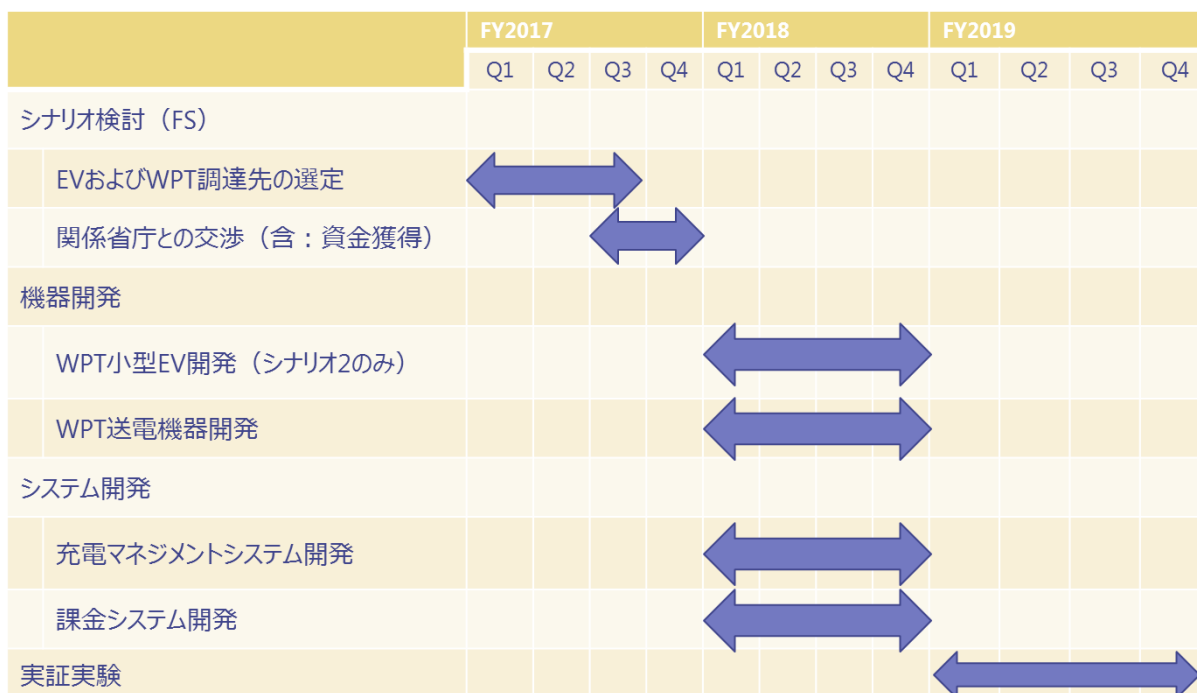 FY2017 FY2018 FY2019
Q1 Q2 Q3 Q4 Q1 Q2 Q3 Q4 Q1 Q2 Q3 Q4
シナリオ検討（FS）
EVおよびWPT調達先の選定
関係省庁との交渉（含：資金獲得）
機器開発
WPT小型EV開発（シナリオ2のみ）
WPT送電機器開発
システム開発
充電マネジメントシステム開発
課金システム開発
実証実験